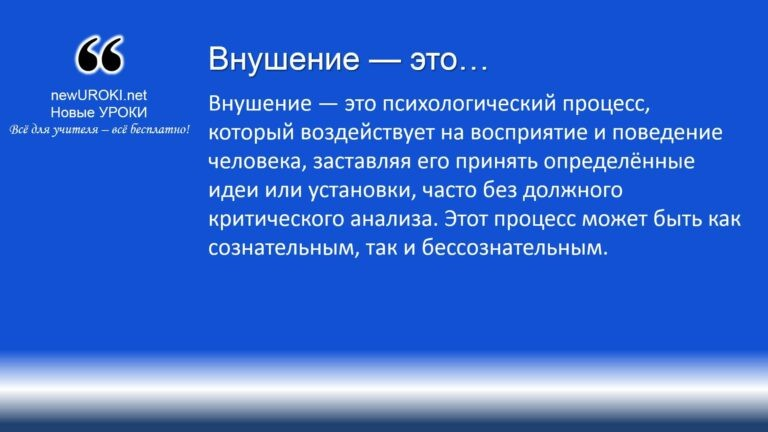 ❝
newUROKI.net
Новые УРОКИ
Всё для учителя – всё бесплатно!
Внушение — это…
Внушение — это психологический процесс,
который воздействует на восприятие и поведение
человека, заставляя его принять определённые
идеи или установки, часто без должного
критического анализа. Этот процесс может быть как
сознательным, так и бессознательным.